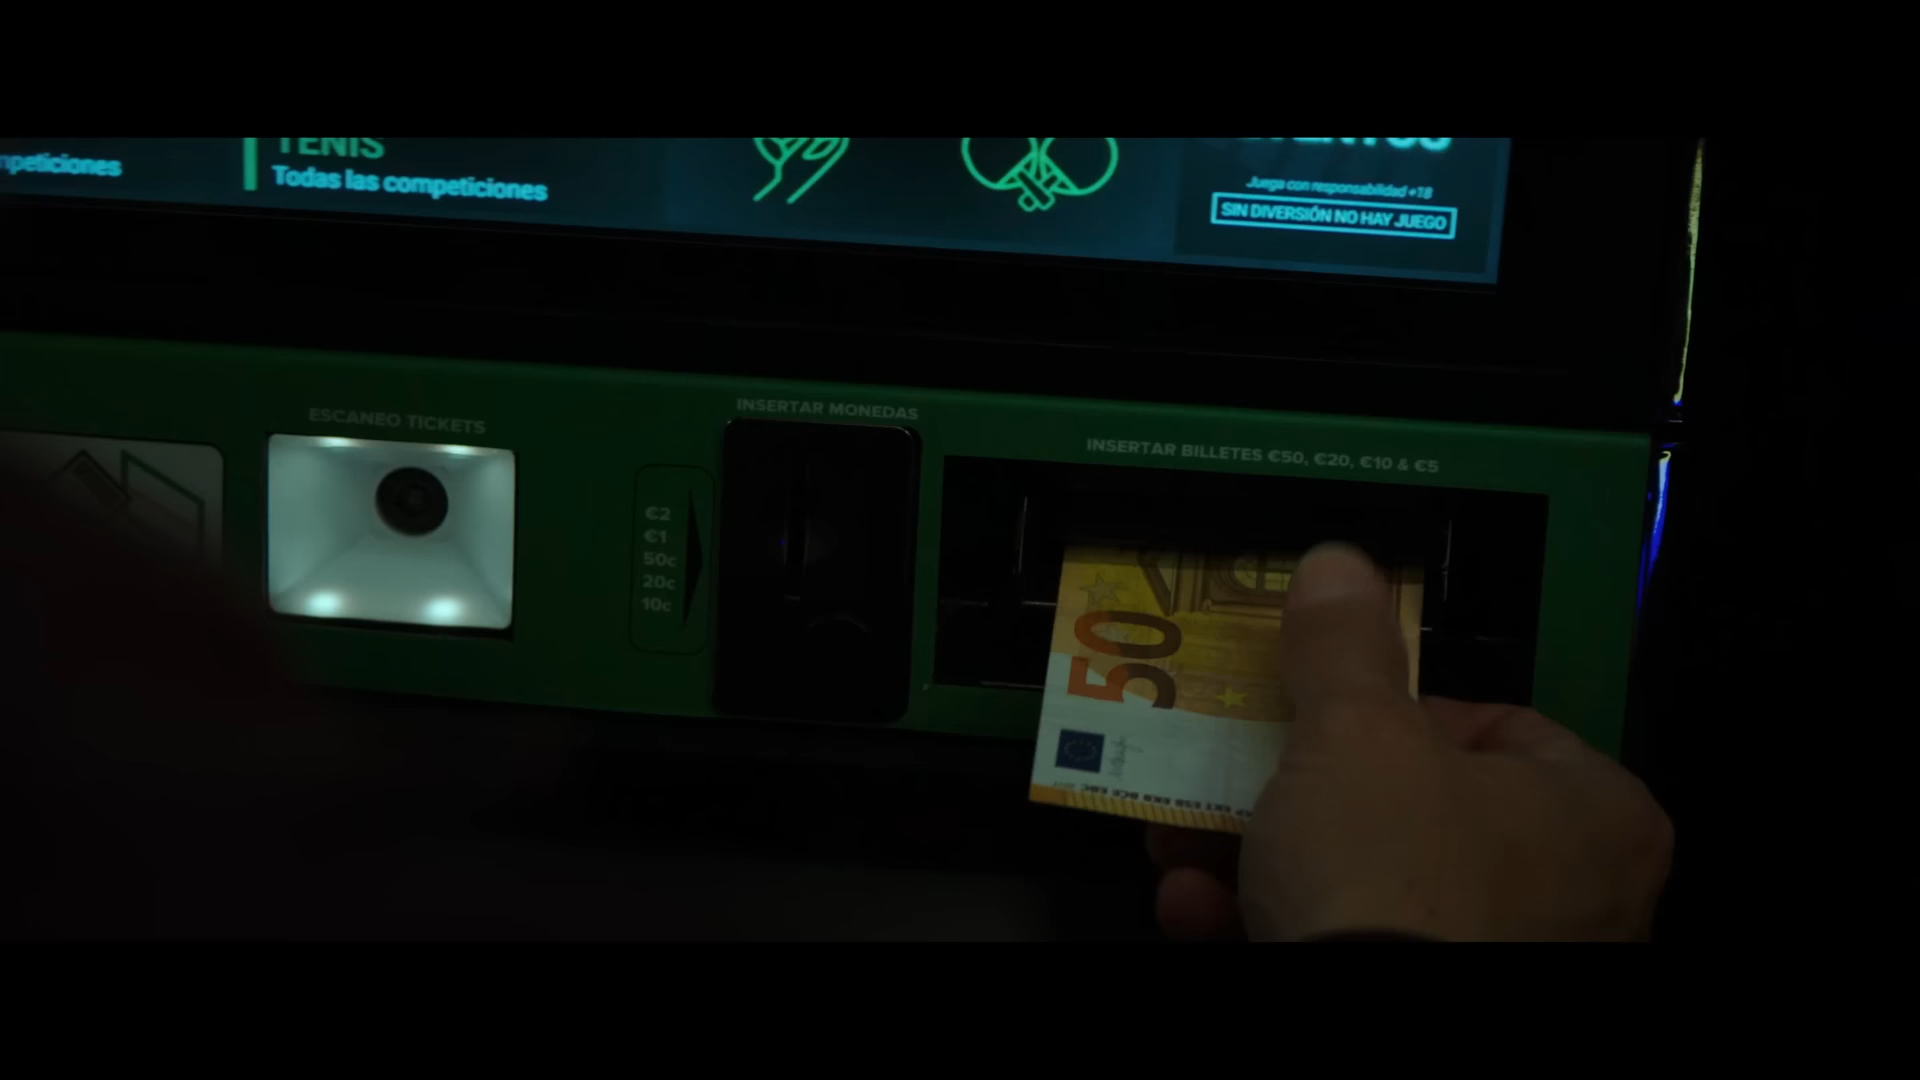 TENIS
Todas las competiciones
Juega con responsabilidad +18
SIN DIVERSIÓN NO HAY JUEGO
ESCANEO TICKETS
INSERTAR MONEDAS
€2
€1
50c
20c
10c
INSERTAR BILLETES €50, €20, €10 & €5
50